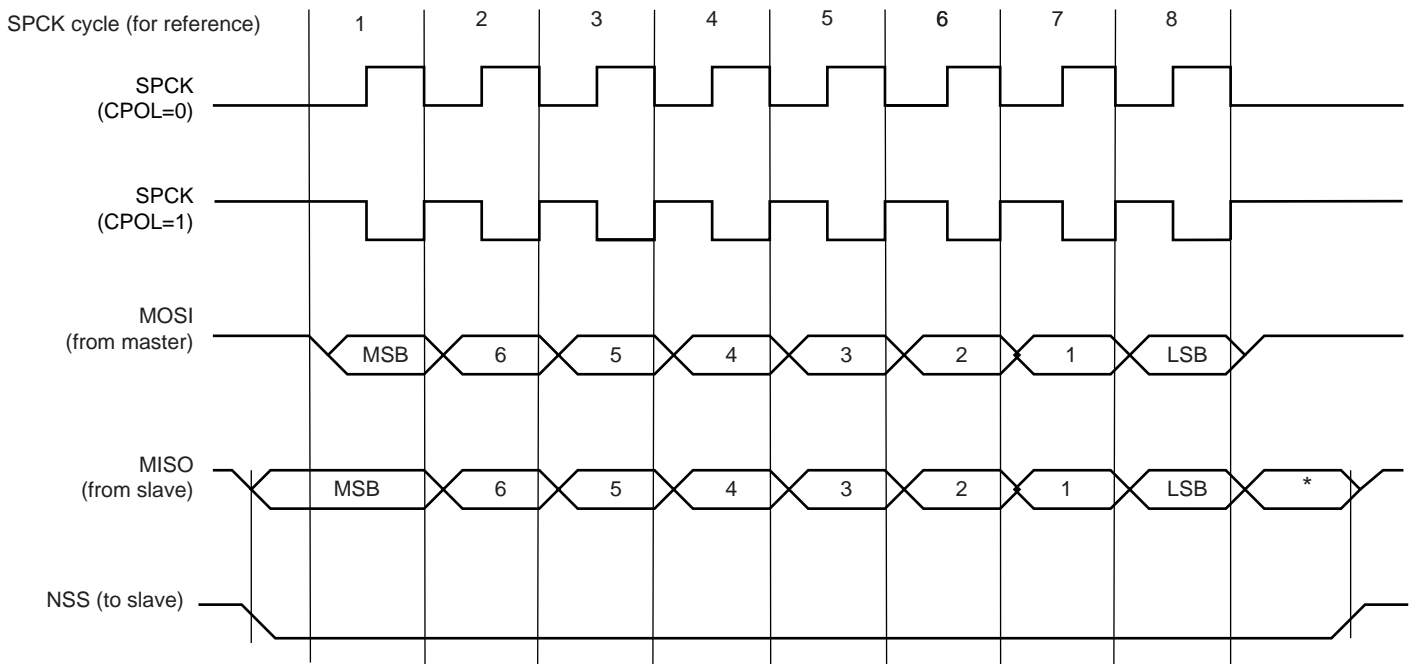 SPCK cycle (for reference) 1 2 3 4 5 6 7 8
SPCK
(CPOL=0)
SPCK
(CPOL=1)
MOSI
(from master)
MSB 6 5 4 3 2 1 LSB
MISO
(from slave)
MSB 6 5 4 3 2 1 LSB *
NSS (to slave)